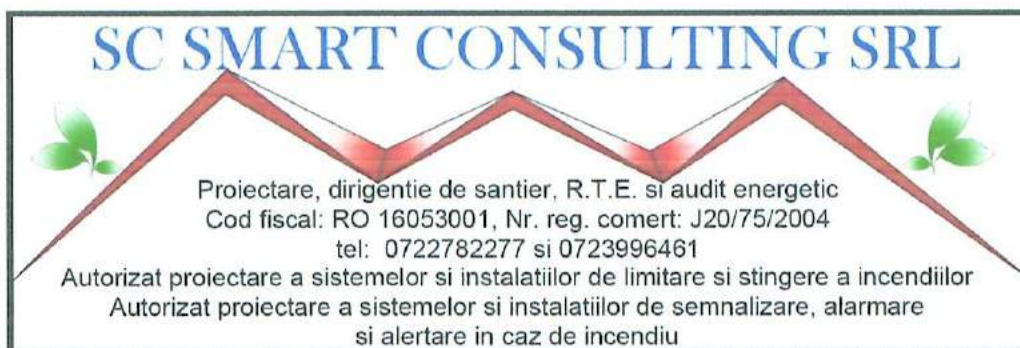 SC SMART CONSULTING SRL
Proiectare, dirigentie de santier, R.T.E. si audit energetic
Cod fiscal: RO 16053001, Nr. reg. comert: J20/75/2004
tel: 0722782277 si 0723996461
Autorizat proiectare a sistemelor si instalatiilor de limitare si stingere a incendiilor
Autorizat proiectare a sistemelor si instalatiilor de semnalizare, alarmare
si alertare in caz de incendiu